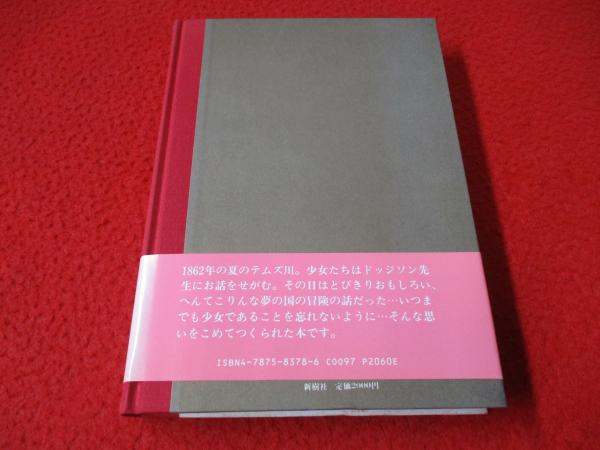 1862年の夏のテムズ川。少女たちはドッジソン先
生にお話をせがむ。その日はとびきりおもしろい、
へんてこりんな夢の国の冒険の話だった…いつま
でも少女であることを忘れないように…そんな思
いをこめてつくられた本です。
ISBN4-7875-8378-6 C0097 P2060E
新樹社 定価2000円